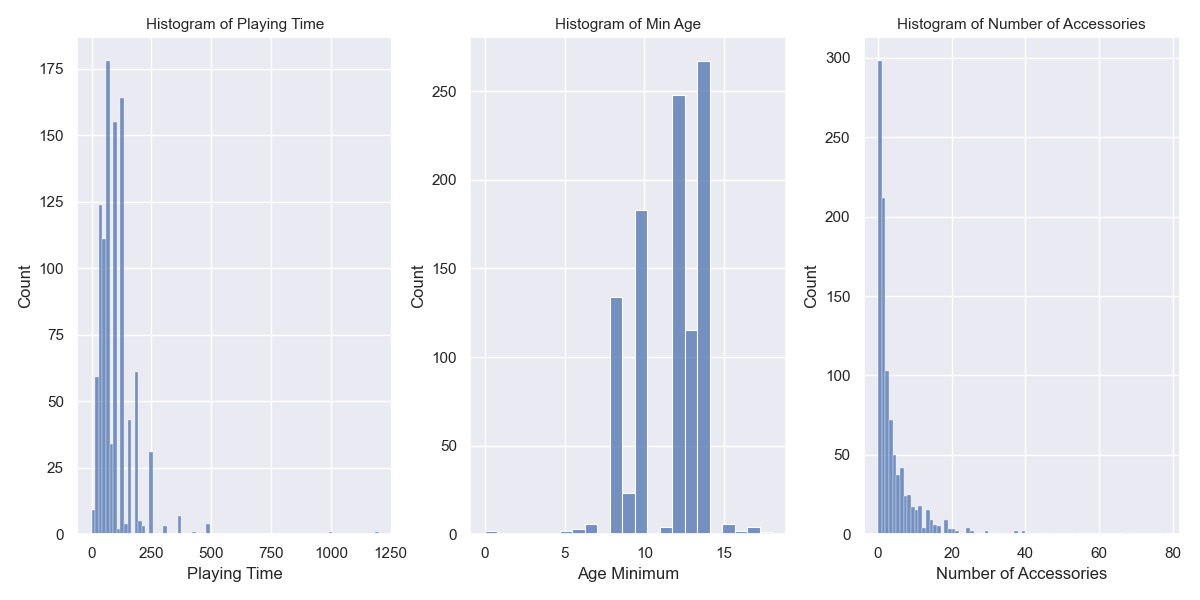 Histogram of Playing Time
175
150
125
100
75
50
25
0
Count
0 250 500 750 1000 1250
Playing Time
Histogram of Min Age
250
200
150
100
50
0
Count
0 5 10 15
Age Minimum
Histogram of Number of Accessories
300
250
200
150
100
50
0
Count
0 20 40 60 80
Number of Accessories